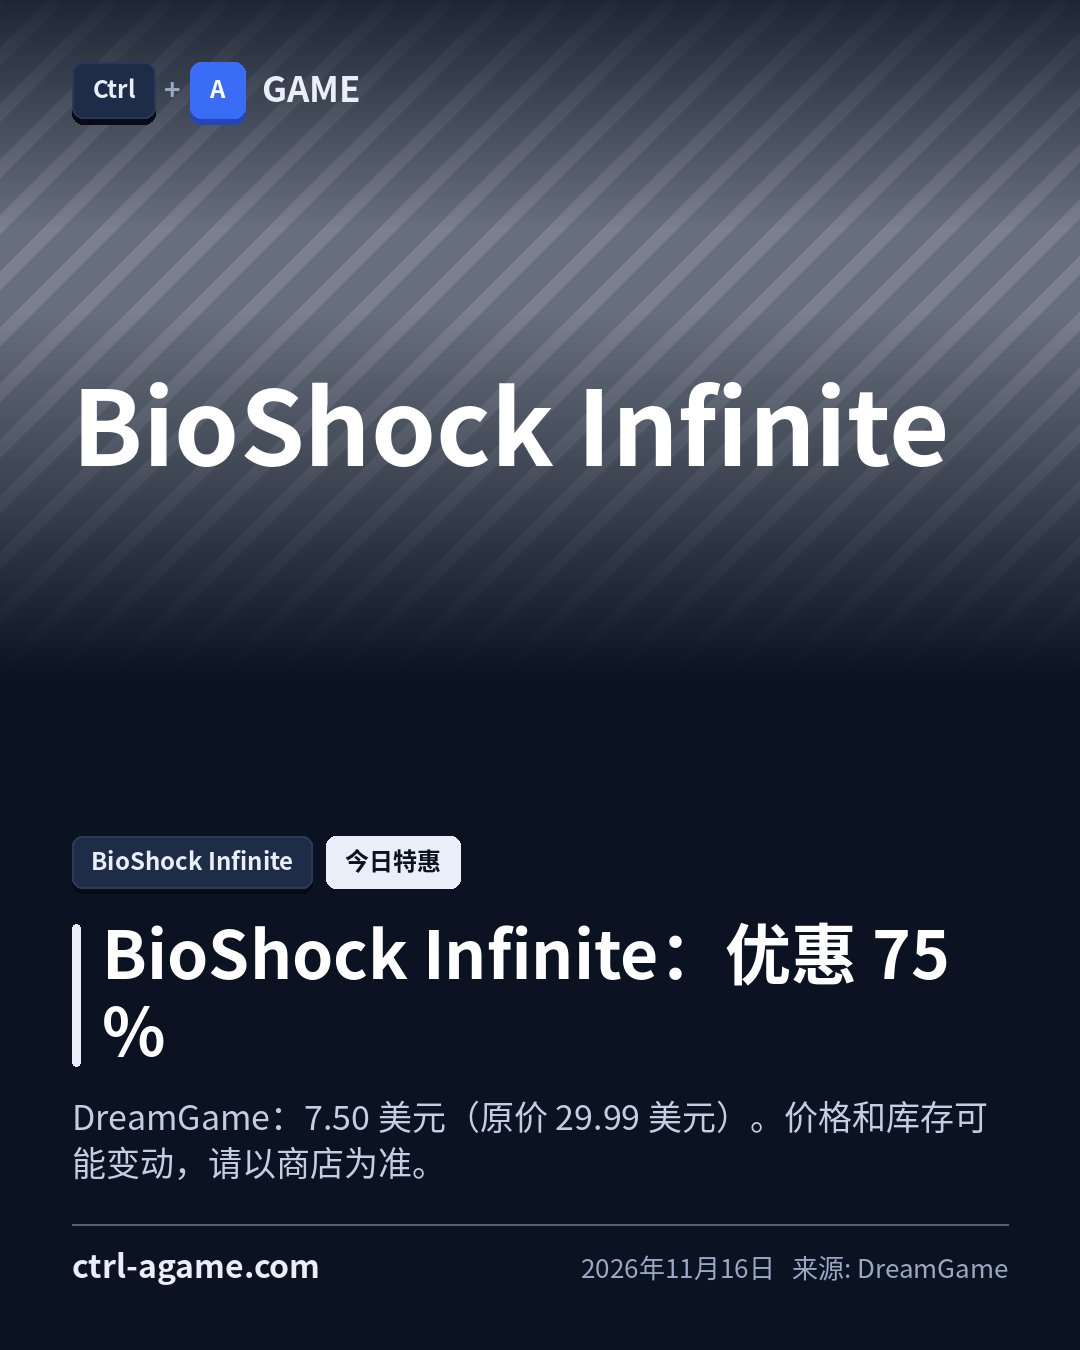 Ctrl + A GAME
BioShock Infinite
BioShock Infinite 今日特惠
BioShock Infinite：优惠 75
%
DreamGame：7.50 美元（原价 29.99 美元）。价格和库存可
能变动，请以商店为准。
ctrl-agame.com 2026年11月16日 来源: DreamGame